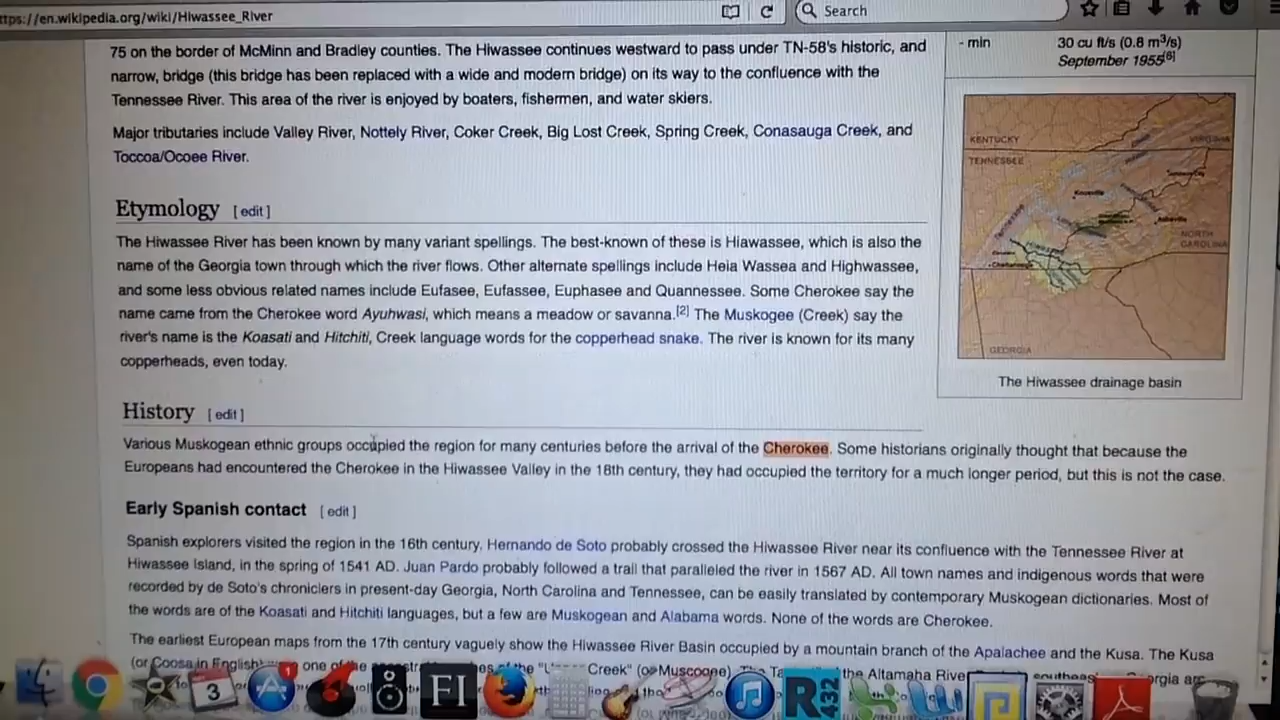 ttps://en.wikipedia.org/wiki/Hiwassee_River
Search
75 on the border of McMinn and Bradley counties. The Hiwassee continues westward to pass under TN-58's historic, and
narrow, bridge (this bridge has been replaced with a wide and modern bridge) on its way to the confluence with the
Tennessee River. This area of the river is enjoyed by boaters, fishermen, and water skiers.
Major tributaries include Valley River, Nottely River, Coker Creek, Big Lost Creek, Spring Creek, Conasauga Creek, and
Toccoa/Ocoee River.
- min
30 cu ft/s (0.8 m³/s)
September 1955[6]
KENTUCKY
VIRGINIA
TENNESSEE
Knoxville
Asheville
NORTH
CAROLINA
GEORGIA
The Hiwassee drainage basin
Etymology [ edit ]
The Hiwassee River has been known by many variant spellings. The best-known of these is Hiawassee, which is also the
name of the Georgia town through which the river flows. Other alternate spellings include Heia Wassea and Highwassee,
and some less obvious related names include Eufasee, Eufassee, Euphasee and Quannessee. Some Cherokee say the
name came from the Cherokee word Ayuhwasi, which means a meadow or savanna.[2] The Muskogee (Creek) say the
river's name is the Koasati and Hitchiti, Creek language words for the copperhead snake. The river is known for its many
copperheads, even today.
History [ edit ]
Various Muskogean ethnic groups occupied the region for many centuries before the arrival of the Cherokee. Some historians originally thought that because the
Europeans had encountered the Cherokee in the Hiwassee Valley in the 18th century, they had occupied the territory for a much longer period, but this is not the case.
Early Spanish contact [ edit ]
Spanish explorers visited the region in the 16th century. Hernando de Soto probably crossed the Hiwassee River near its confluence with the Tennessee River at
Hiwassee Island, in the spring of 1541 AD. Juan Pardo probably followed a trail that paralleled the river in 1567 AD. All town names and indigenous words that were
recorded by de Soto's chroniclers in present-day Georgia, North Carolina and Tennessee, can be easily translated by contemporary Muskogean dictionaries. Most of
the words are of the Koasati and Hitchiti languages, but a few are Muskogean and Alabama words. None of the words are Cherokee.
The earliest European maps from the 17th century vaguely show the Hiwassee River Basin occupied by a mountain branch of the Apalachee and the Kusa. The Kusa
(or Coosa in English) one of the Creek" (or Muscogee) the Altamaha
3
1
FI
R
432